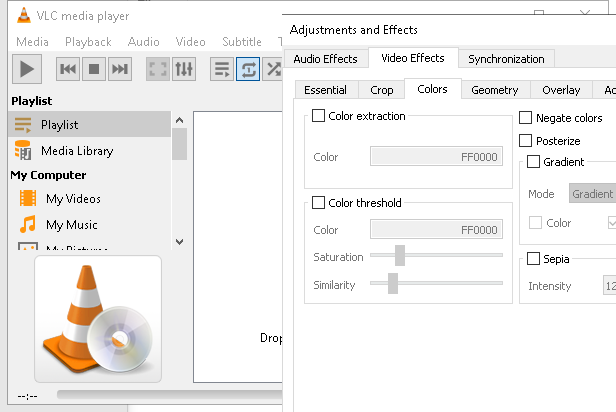 VLC media player
Media Playback Audio Video Subtitle
Playlist
Playlist
Media Library
My Computer
My Videos
My Music
My Pictures
Drop
--:--
Adjustments and Effects
Audio Effects Video Effects Synchronization
Essential Crop Colors Geometry Overlay
Color extraction
Color FF0000
Color threshold
Color FF0000
Saturation
Similarity
Negate colors
Posterize
Gradient
Mode Gradient
Color
Sepia
Intensity 12